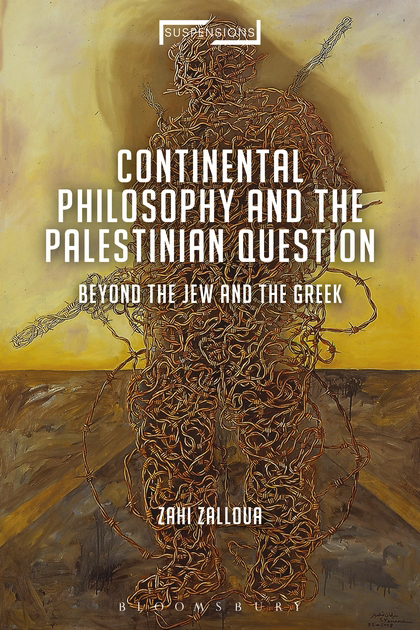 SUSPENSIONS
CONTINENTAL
PHILOSOPHY AND THE
PALESTINIAN QUESTION
BEYOND THE JEW AND THE GREEK
ZAHI ZALLOUA
BLOOMSBURY